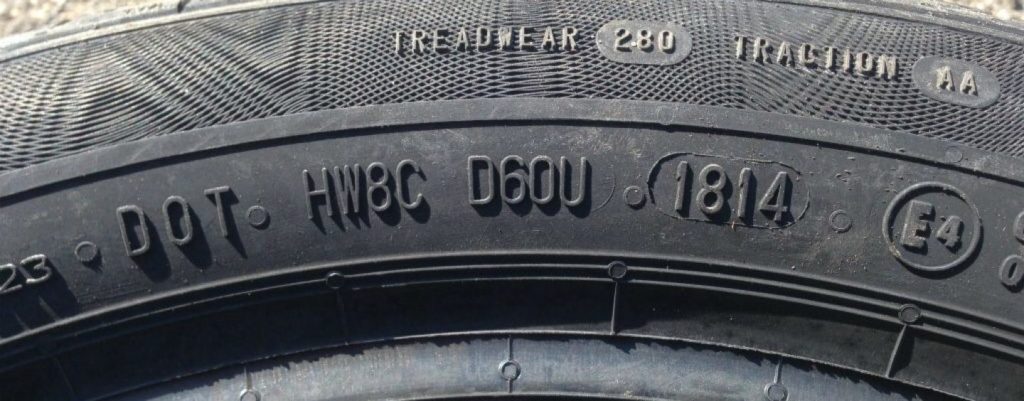 TREADWEAR 280 TRACTION AA
DOT HW8C D60U 1814 E4
23